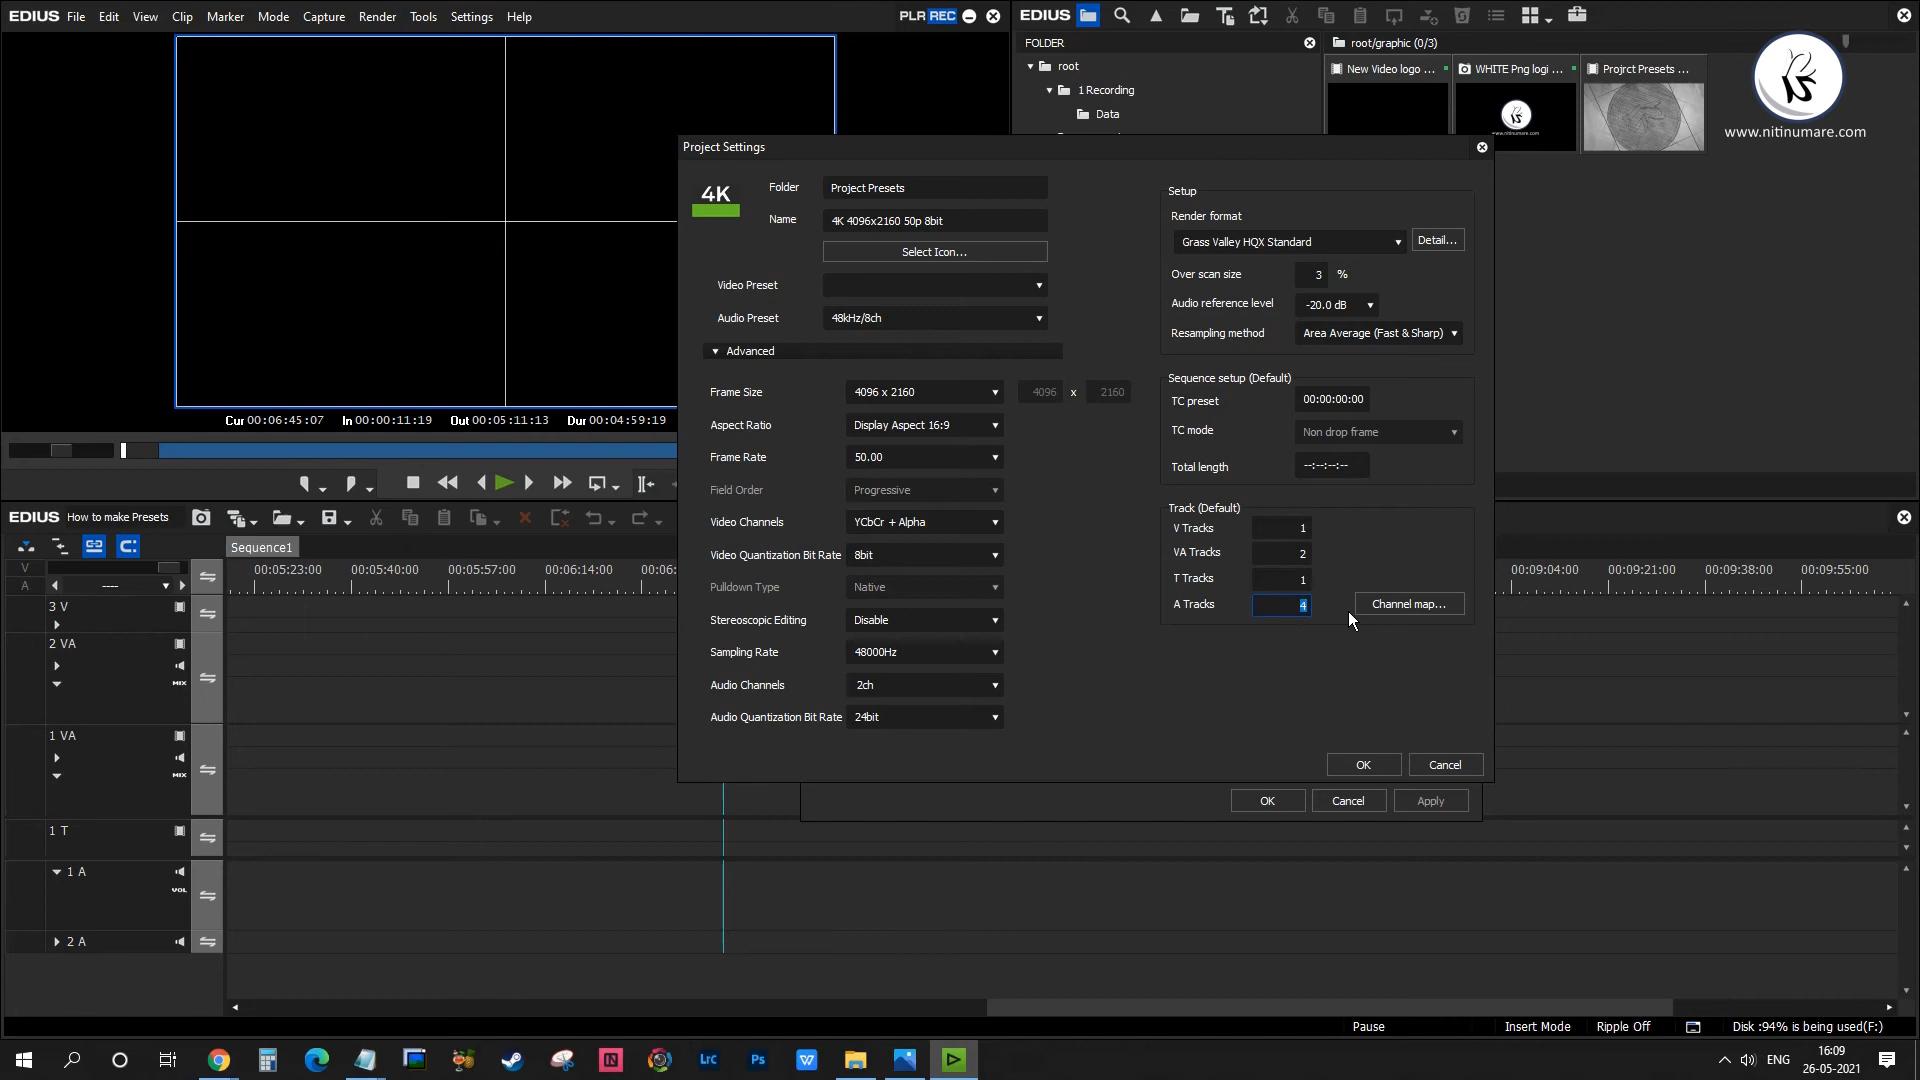 EDIUS File Edit View Clip Marker Mode Capture Render Tools Settings Help
PLR REC
EDIUS
FOLDER
root/graphic (0/3)
root
1 Recording
Data
New Video logo ...
WHITE Png logi ...
Projrct Presets ...
www.nitinumare.com
Cur 00:06:45:07 In 00:00:11:19 Out 00:05:11:13 Dur 00:04:59:19
Project Settings
4K
Folder Project Presets
Name 4K 4096x2160 50p 8bit
Select Icon...
Video Preset
Audio Preset 48kHz/8ch
Advanced
Frame Size 4096 x 2160 4096 x 2160
Aspect Ratio Display Aspect 16:9
Frame Rate 50.00
Field Order Progressive
Video Channels YCbCr + Alpha
Video Quantization Bit Rate 8bit
Pulldown Type Native
Stereoscopic Editing Disable
Sampling Rate 48000Hz
Audio Channels 2ch
Audio Quantization Bit Rate 24bit
Setup
Render format
Grass Valley HQX Standard Detail...
Over scan size 3 %
Audio reference level -20.0 dB
Resampling method Area Average (Fast & Sharp)
Sequence setup (Default)
TC preset 00:00:00:00
TC mode Non drop frame
Total length --:--:--:--
Track (Default)
V Tracks 1
VA Tracks 2
T Tracks 1
A Tracks 4 Channel map...
OK Cancel
OK Cancel Apply
EDIUS How to make Presets
Sequence1
V
A
----
00:05:23:00 00:05:40:00 00:05:57:00 00:06:14:00 00:06: 00:09:04:00 00:09:21:00 00:09:38:00 00:09:55:00
3 V
2 VA
MIX
1 VA
MIX
1 T
1 A
VOL
2 A
Pause Insert Mode Ripple Off Disk :94% is being used(F:)
Lrc Ps W N
ENG
16:09
26-05-2021